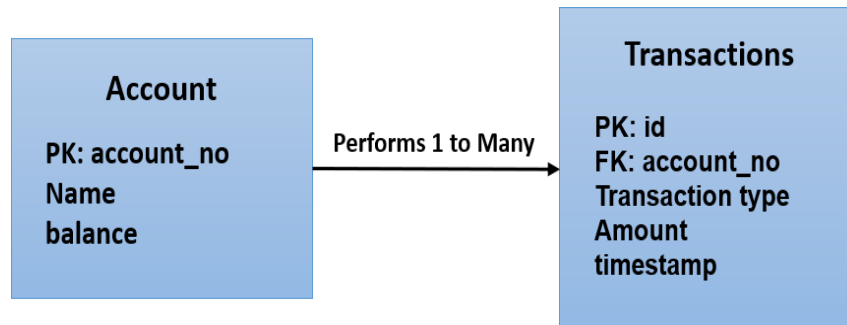 Account
PK: account_no
Name
balance
Performs 1 to Many
Transactions
PK: id
FK: account_no
Transaction type
Amount
timestamp